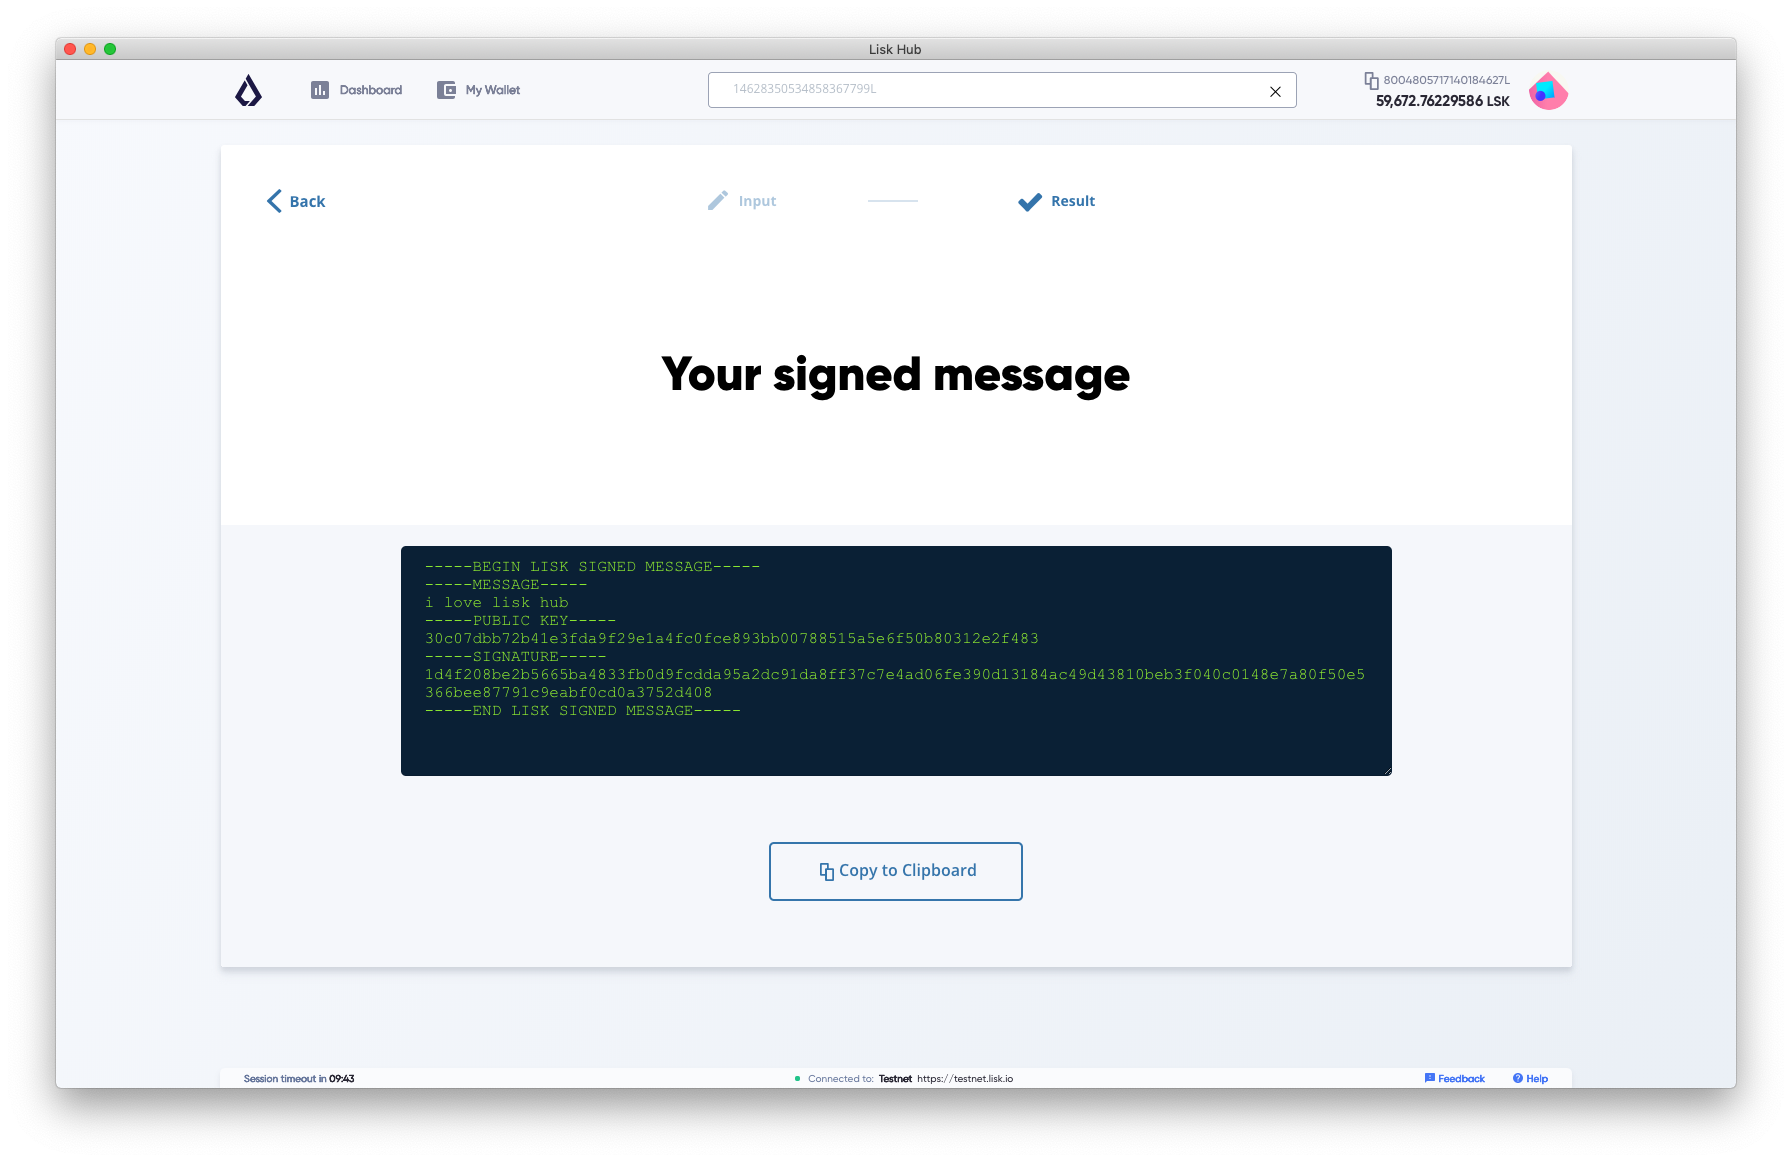 Lisk Hub
Dashboard
My Wallet
14628350534858367799L
8004805717140184627L
59,672.76229586 LSK
Back
Input
Result
Your signed message
-----BEGIN LISK SIGNED MESSAGE-----
-----MESSAGE-----
i love lisk hub
-----PUBLIC KEY-----
30c07dbb72b41e3fda9f29e1a4fc0fce893bb00788515a5e6f50b80312e2f483
-----SIGNATURE-----
1d4f208be2b5665ba4833fb0d9fcdda95a2dc91da8ff37c7e4ad06fe390d13184ac49d43810beb3f040c0148e7a80f50e5
366bee87791c9eabf0cd0a3752d408
-----END LISK SIGNED MESSAGE-----
Copy to Clipboard
Session timeout in 09:43
Connected to: Testnet https://testnet.lisk.io
Feedback
Help